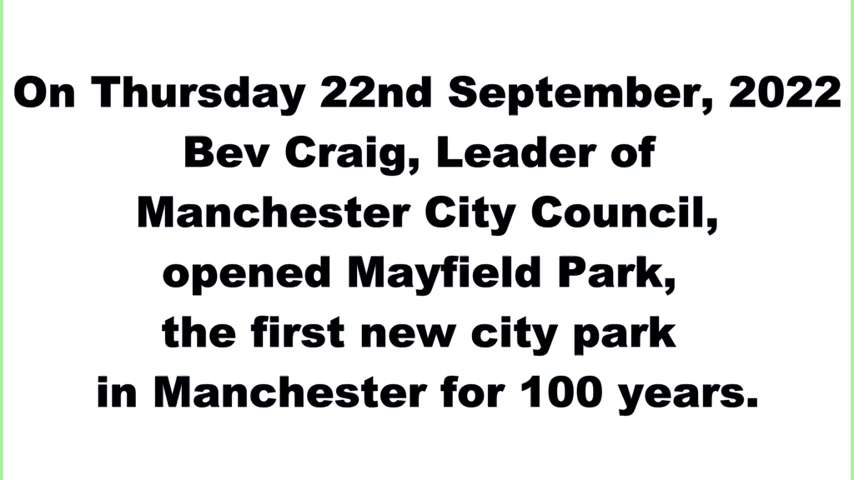 On Thursday 22nd September, 2022
Bev Craig, Leader of
Manchester City Council,
opened Mayfield Park,
the first new city park
in Manchester for 100 years.